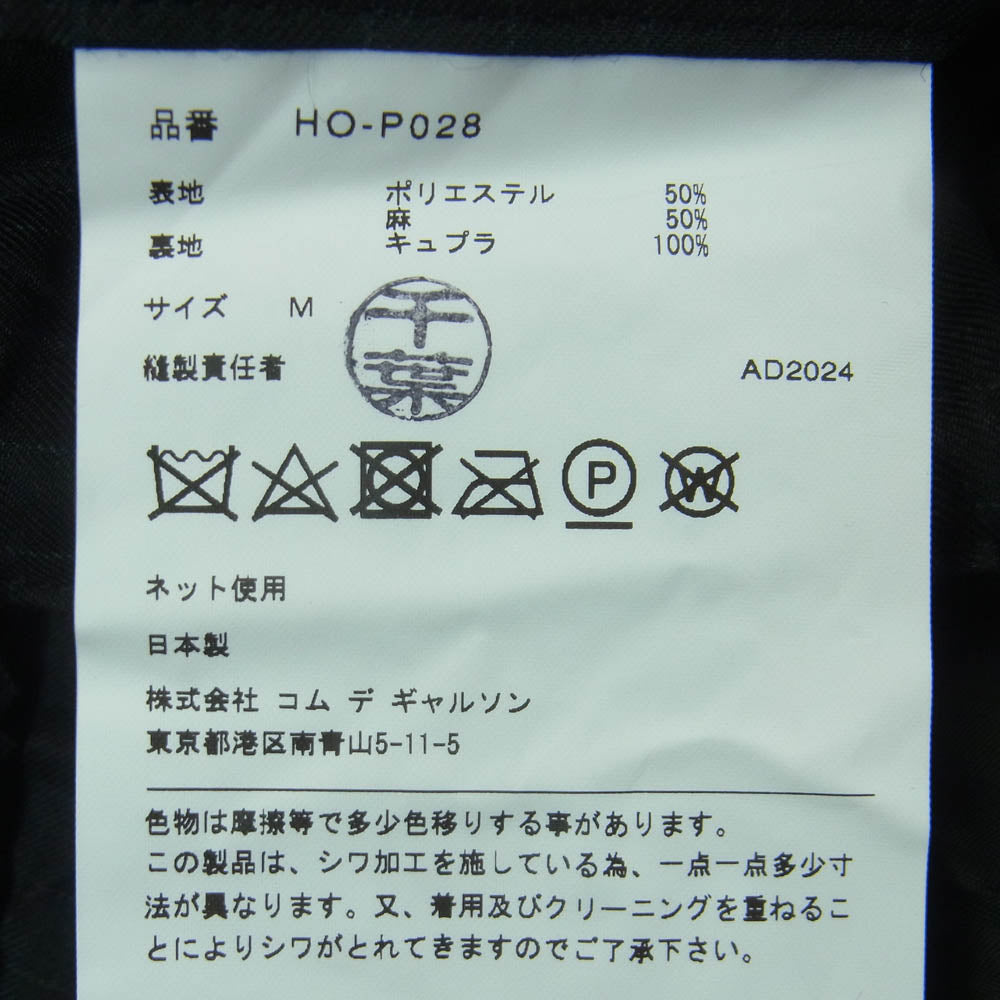 品番 HO-P028
表地 ポリエステル 50%
麻 50%
裏地 キュプラ 100%
サイズ M
千葉
縫製責任者 AD2024
P W
ネット使用
日本製
株式会社 コム デ ギャルソン
東京都港区南青山5-11-5
色物は摩擦等で多少色移りする事があります。
この製品は、シワ加工を施している為、一点一点多少寸
法が異なります。又、着用及びクリーニングを重ねるこ
とによりシワがとれてきますのでご了承下さい。